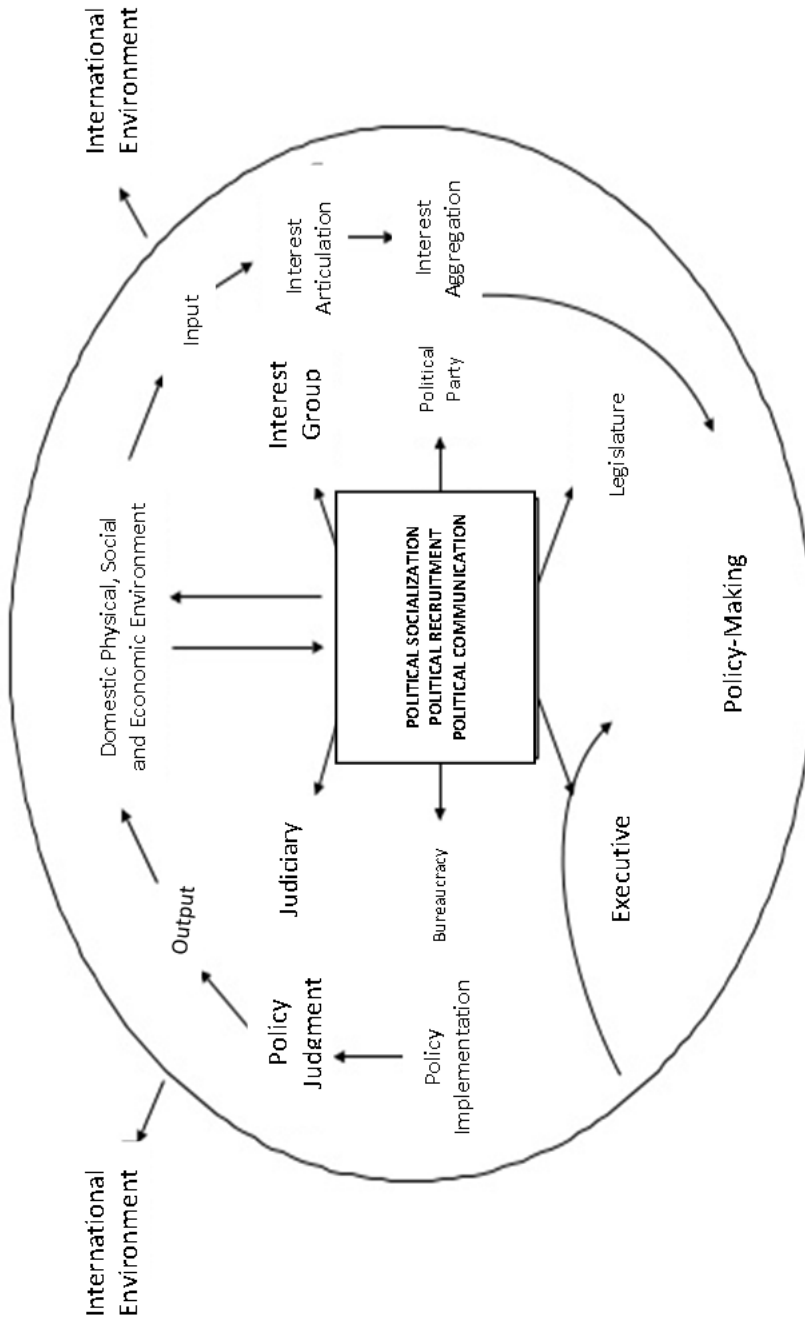 International
Environment
International
Environment
Domestic Physical, Social
and Economic Environment
Output
Input
Policy
Judgment
Judiciary
Interest
Group
Interest
Articulation
Policy
Implementation
Bureaucracy
POLITICAL SOCIALIZATION
POLITICAL RECRUITMENT
POLITICAL COMMUNICATION
Political
Party
Interest
Aggregation
Executive
Legislature
Policy-Making